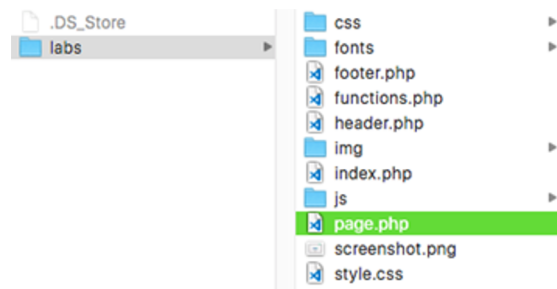 .DS_Store
labs
css
fonts
footer.php
functions.php
header.php
img
index.php
js
page.php
screenshot.png
style.css